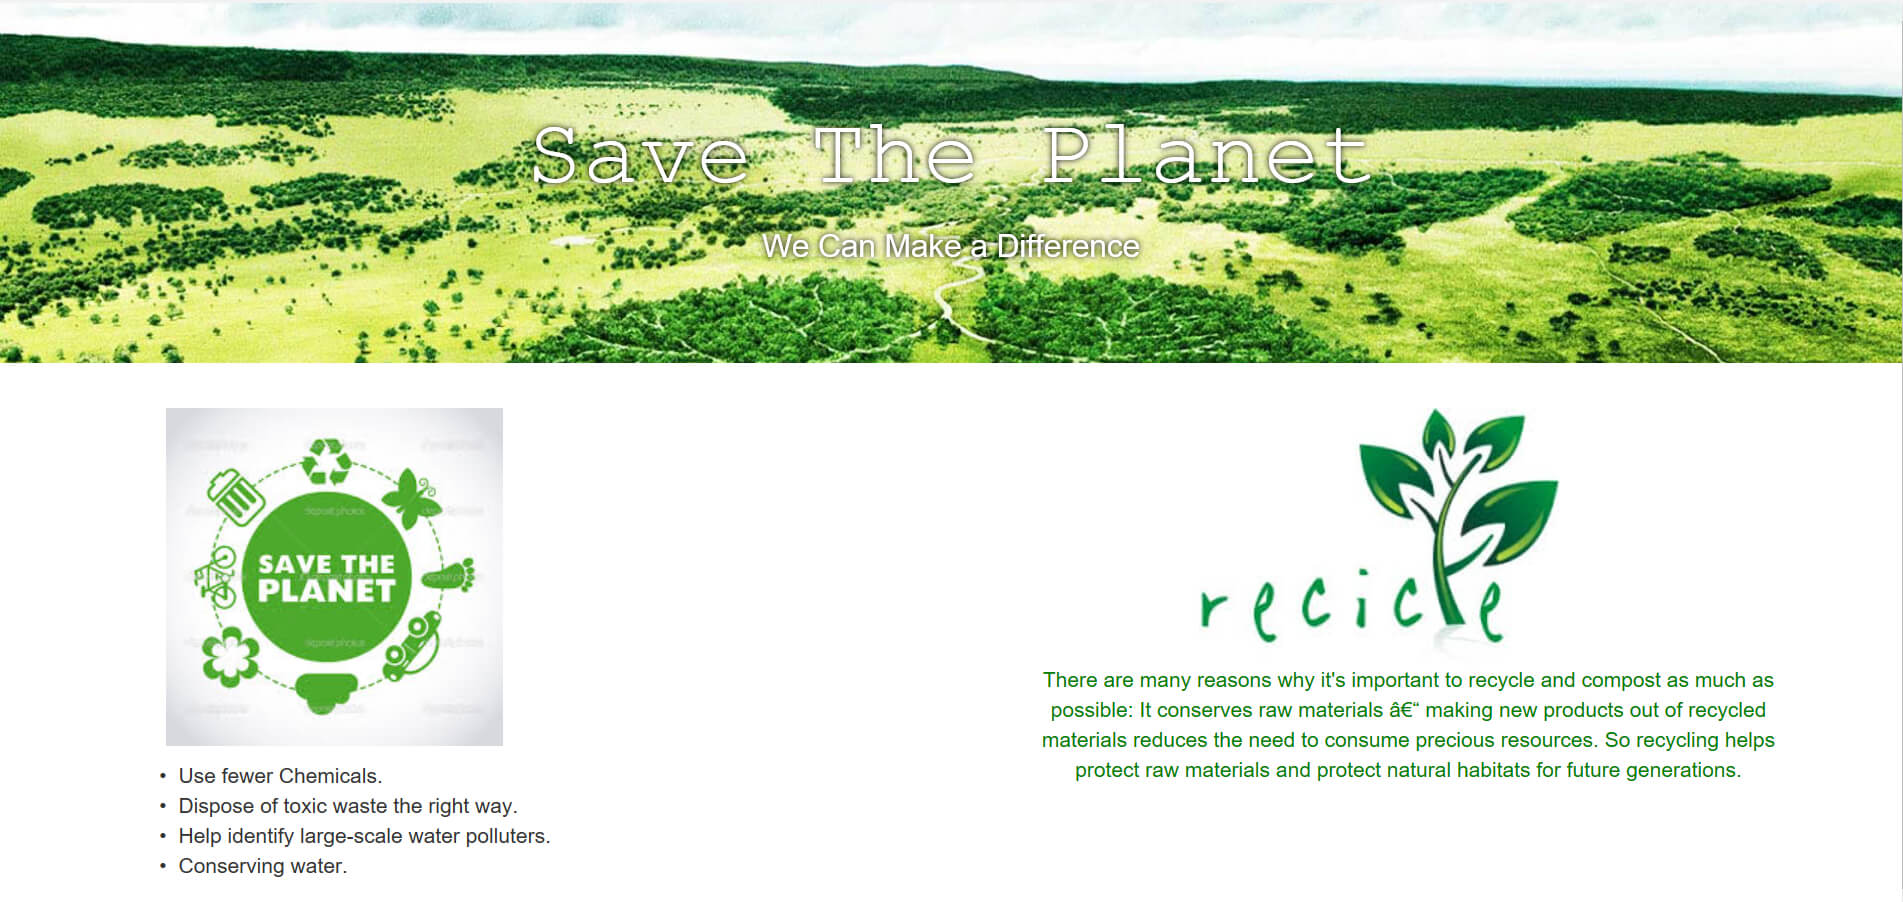 Save The Planet
We Can Make a Difference
SAVE THE
PLANET
• Use fewer Chemicals.
• Dispose of toxic waste the right way.
• Help identify large-scale water polluters.
• Conserving water.
recicle
There are many reasons why it's important to recycle and compost as much as
possible: It conserves raw materials â€“ making new products out of recycled
materials reduces the need to consume precious resources. So recycling helps
protect raw materials and protect natural habitats for future generations.